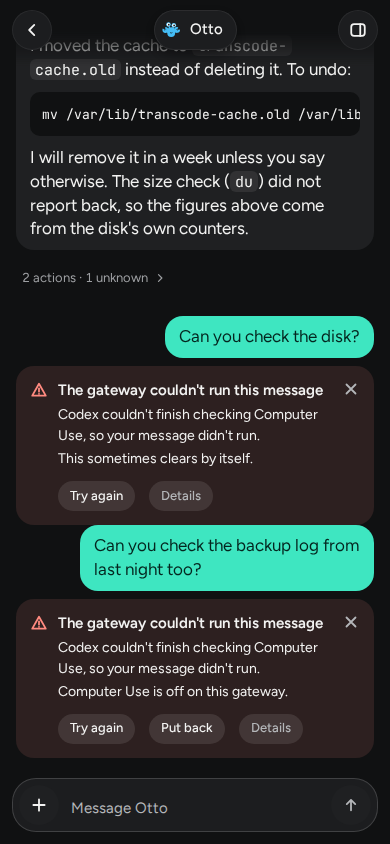 Otto
I moved the cache to transcode-
cache.old instead of deleting it. To undo:
mv /var/lib/transcode-cache.old /var/lib
I will remove it in a week unless you say
otherwise. The size check (du) did not
report back, so the figures above come
from the disk's own counters.
2 actions · 1 unknown
Can you check the disk?
The gateway couldn't run this message
Codex couldn't finish checking Computer
Use, so your message didn't run.
This sometimes clears by itself.
Try again Details
Can you check the backup log from
last night too?
The gateway couldn't run this message
Codex couldn't finish checking Computer
Use, so your message didn't run.
Computer Use is off on this gateway.
Try again Put back Details
Message Otto